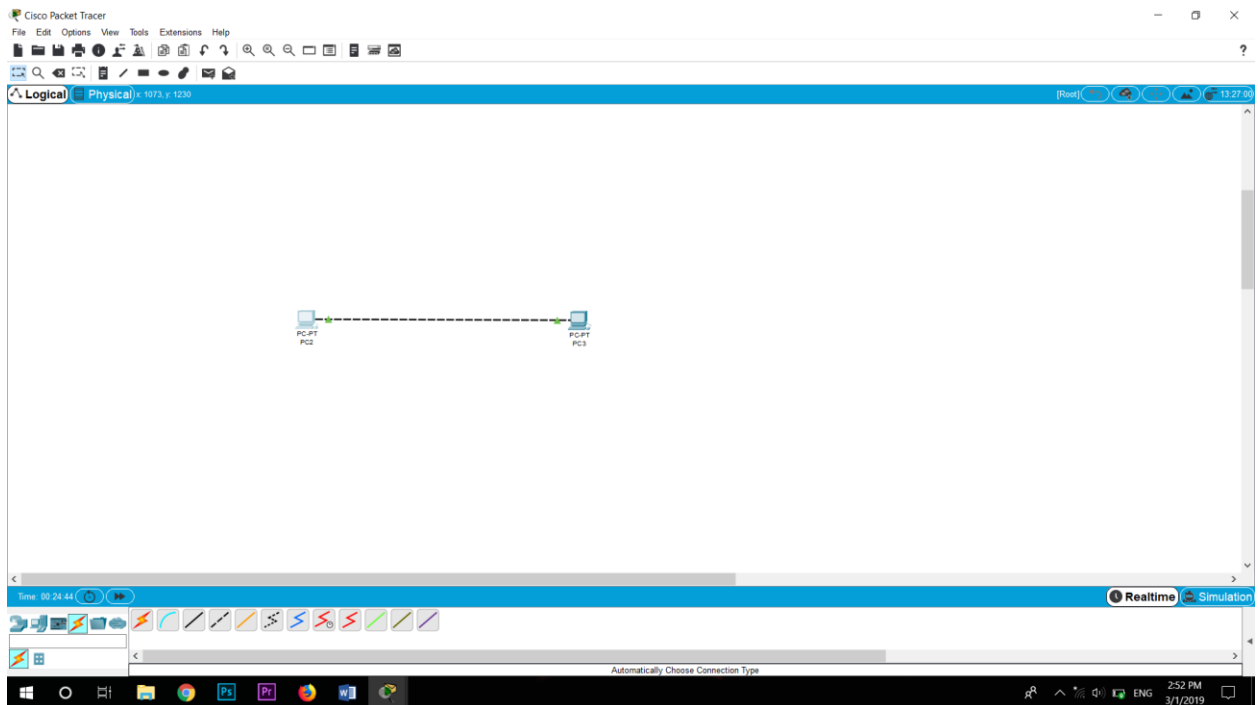 Cisco Packet Tracer
File Edit Options View Tools Extensions Help
?
Logical Physical x: 1073, y: 1230 [Root] 13:27:00
PC-PT
PC2
PC-PT
PC3
Time: 00:24:44 Realtime Simulation
Automatically Choose Connection Type
Ps Pr ENG 2:52 PM
3/1/2019